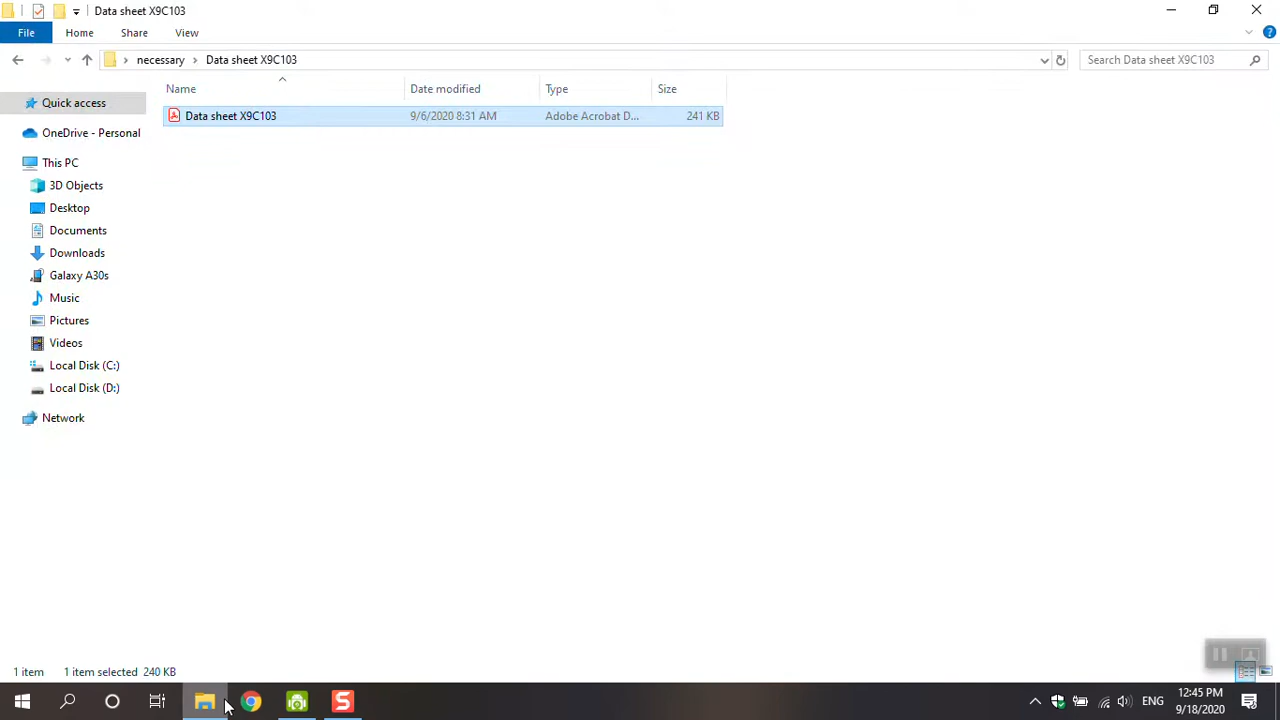 Data sheet X9C103
File Home Share View
necessary Data sheet X9C103 Search Data sheet X9C103
Name Date modified Type Size
Data sheet X9C103 9/6/2020 8:31 AM Adobe Acrobat D... 241 KB
Quick access
OneDrive - Personal
This PC
3D Objects
Desktop
Documents
Downloads
Galaxy A30s
Music
Pictures
Videos
Local Disk (C:)
Local Disk (D:)
Network
1 item 1 item selected 240 KB
ENG 12:45 PM
9/18/2020